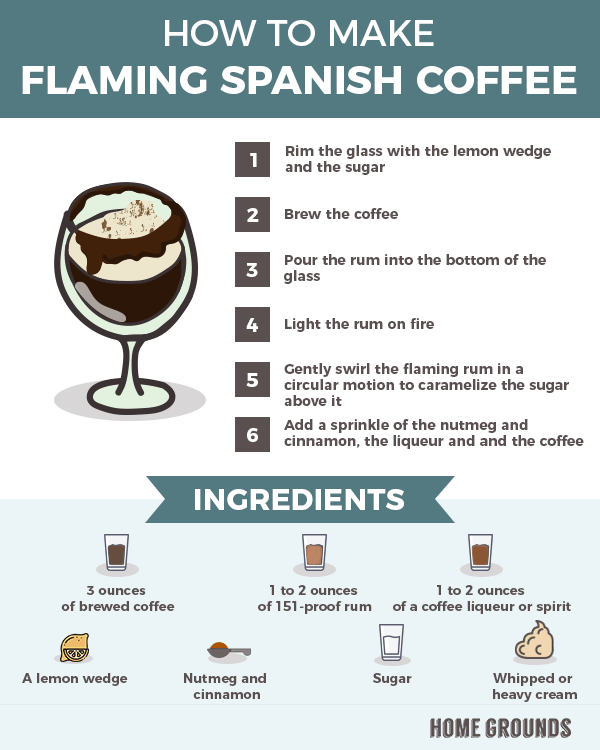 HOW TO MAKE
FLAMING SPANISH COFFEE
1
Rim the glass with the lemon wedge
and the sugar
2
Brew the coffee
3
Pour the rum into the bottom of the
glass
4
Light the rum on fire
5
Gently swirl the flaming rum in a
circular motion to caramelize the sugar
above it
6
Add a sprinkle of the nutmeg and
cinnamon, the liqueur and and the coffee
INGREDIENTS
3 ounces
of brewed coffee
1 to 2 ounces
of 151-proof rum
1 to 2 ounces
of a coffee liqueur or spirit
A lemon wedge
Nutmeg and
cinnamon
Sugar
Whipped or
heavy cream
HOME GROUNDS